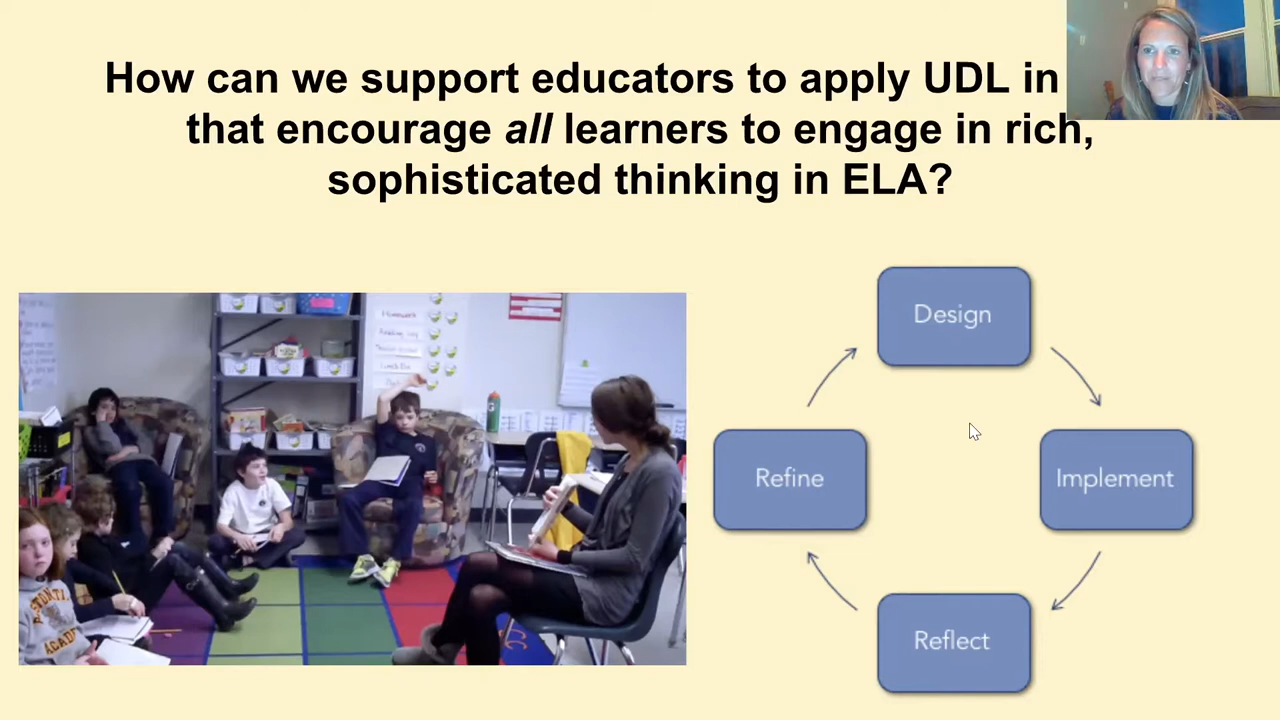 How can we support educators to apply UDL in
that encourage all learners to engage in rich,
sophisticated thinking in ELA?
Homework
Design
Refine
Implement
Reflect